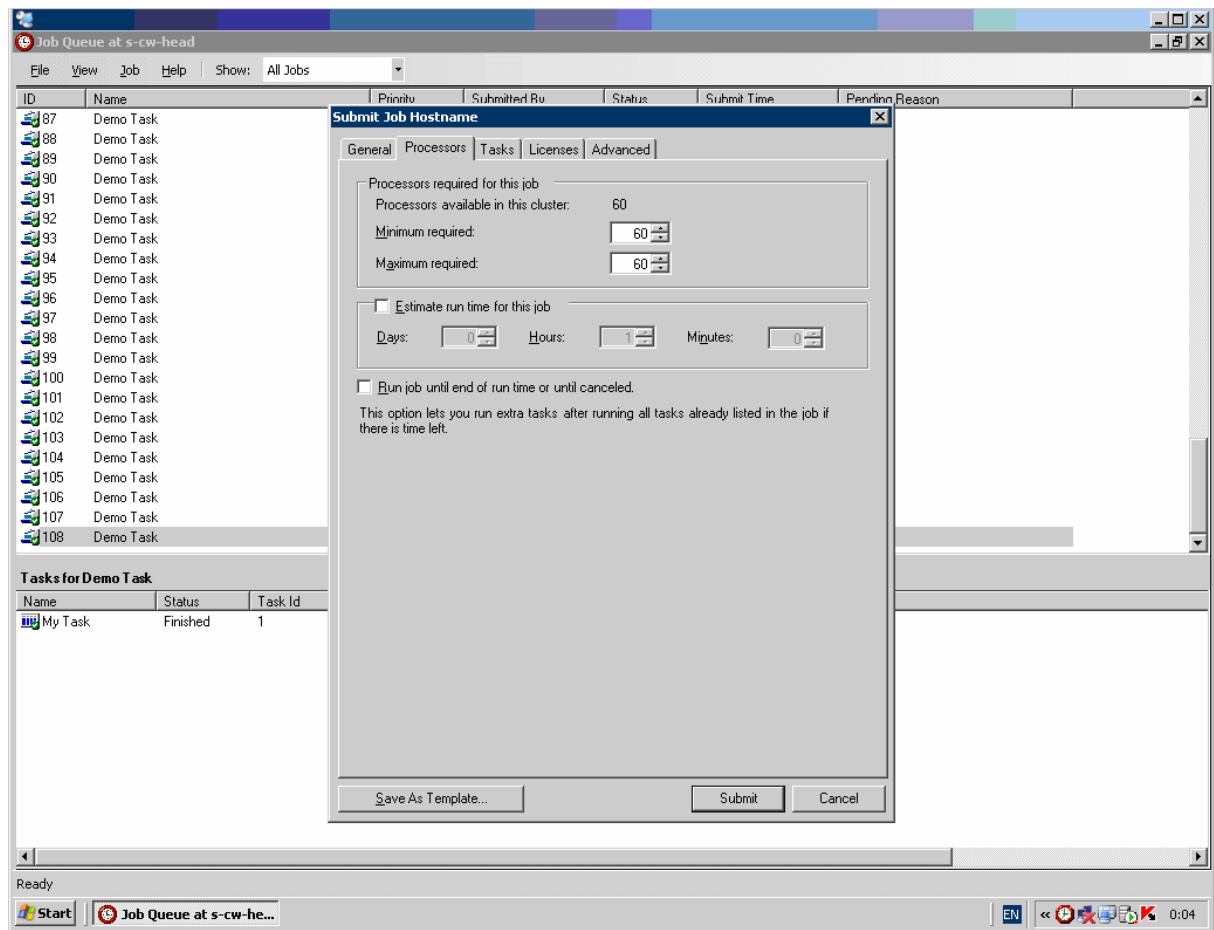 Job Queue at s-cw-head
File View Job Help Show: All Jobs
ID Name Priority Submitted By Status Submit Time Pending Reason
87 Demo Task
88 Demo Task
89 Demo Task
90 Demo Task
91 Demo Task
92 Demo Task
93 Demo Task
94 Demo Task
95 Demo Task
96 Demo Task
97 Demo Task
98 Demo Task
99 Demo Task
100 Demo Task
101 Demo Task
102 Demo Task
103 Demo Task
104 Demo Task
105 Demo Task
106 Demo Task
107 Demo Task
108 Demo Task
Tasks for Demo Task
Name Status Task Id
My Task Finished 1
Submit Job Hostname
General Processors Tasks Licenses Advanced
Processors required for this job
Processors available in this cluster: 60
Minimum required: 60
Maximum required: 60
Estimate run time for this job
Days: 0 Hours: 1 Minutes: 0
Run job until end of run time or until canceled.
This option lets you run extra tasks after running all tasks already listed in the job if
there is time left.
Save As Template... Submit Cancel
Ready
Start Job Queue at s-cw-he... EN « 0:04